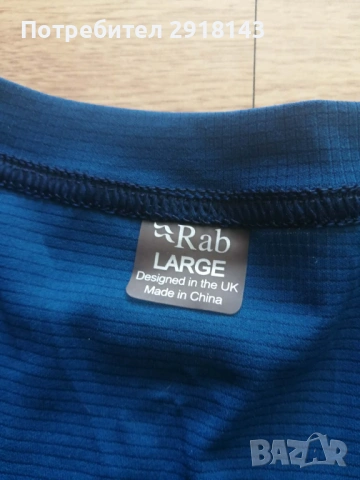 Потребител 2918143
Rab
LARGE
Designed in the UK
Made in China
BAZAR